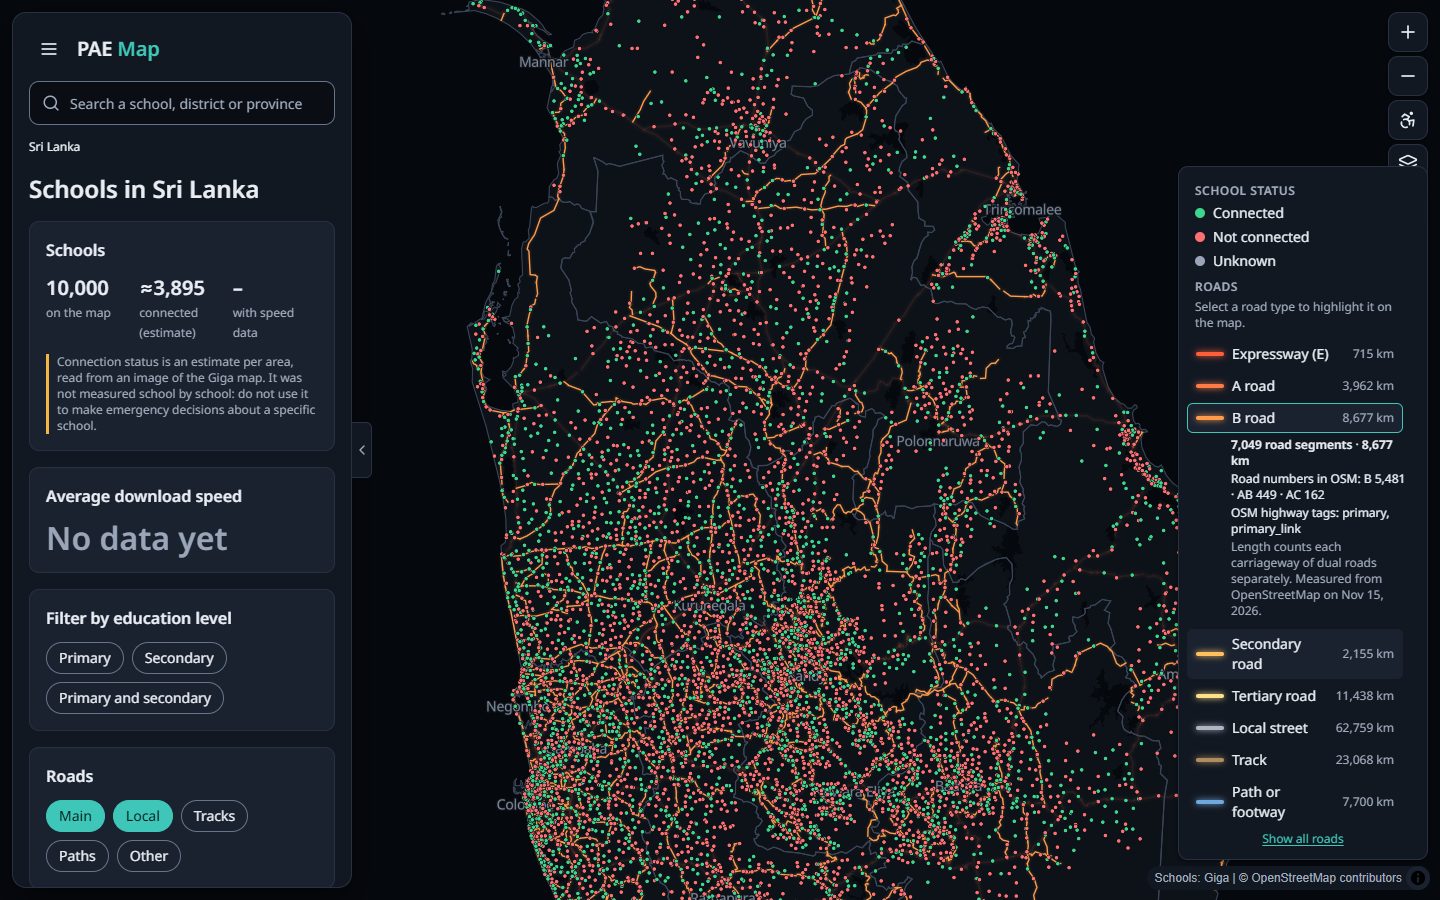 PAE Map
Search a school, district or province
Sri Lanka
Schools in Sri Lanka
Schools
10,000
on the map
≈3,895
connected
(estimate)
–
with speed
data
Connection status is an estimate per area,
read from an image of the Giga map. It was
not measured school by school: do not use it
to make emergency decisions about a specific
school.
Average download speed
No data yet
Filter by education level
Primary
Secondary
Primary and secondary
Roads
Main
Local
Tracks
Paths
Other
Mannar
Vavuniya
Trincomalee
Polonnaruwa
Kurunegala
Negombo
SCHOOL STATUS
Connected
Not connected
Unknown
ROADS
Select a road type to highlight it on
the map.
Expressway (E) 715 km
A road 3,962 km
B road 8,677 km
7,049 road segments · 8,677
km
Road numbers in OSM: B 5,481
· AB 449 · AC 162
OSM highway tags: primary,
primary_link
Length counts each
carriageway of dual roads
separately. Measured from
OpenStreetMap on Nov 15,
2026.
Secondary
road 2,155 km
Tertiary road 11,438 km
Local street 62,759 km
Track 23,068 km
Path or
footway 7,700 km
Show all roads
Schools: Giga | © OpenStreetMap contributors